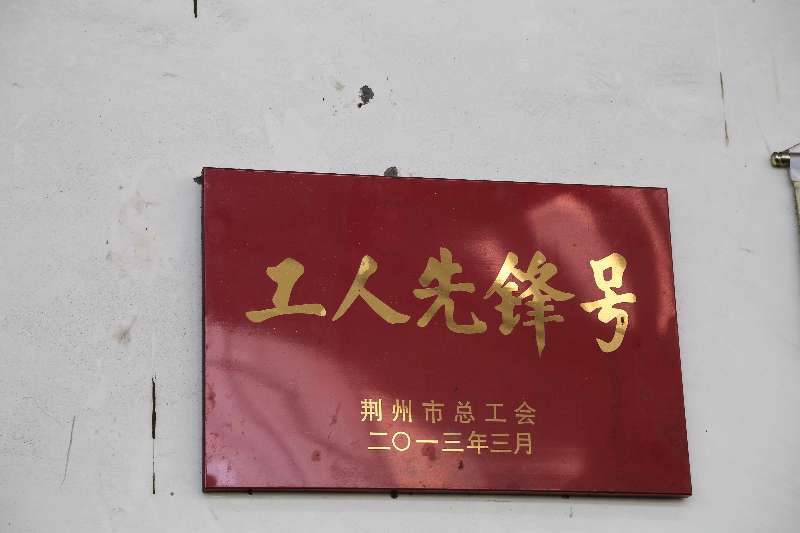 工人先锋号
荆州市总工会
二〇一三年三月